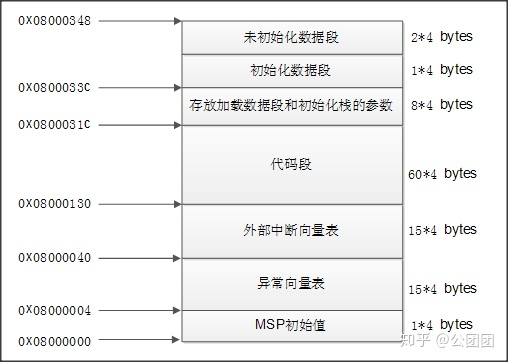 0X08000348
未初始化数据段
2*4 bytes
初始化数据段
1*4 bytes
0X0800033C
存放加载数据段和初始化栈的参数
8*4 bytes
0X0800031C
代码段
60*4 bytes
0X08000130
外部中断向量表
15*4 bytes
0X08000040
异常向量表
15*4 bytes
0X08000004
MSP初始值
1*4 bytes
0X08000000
知乎 @公团团